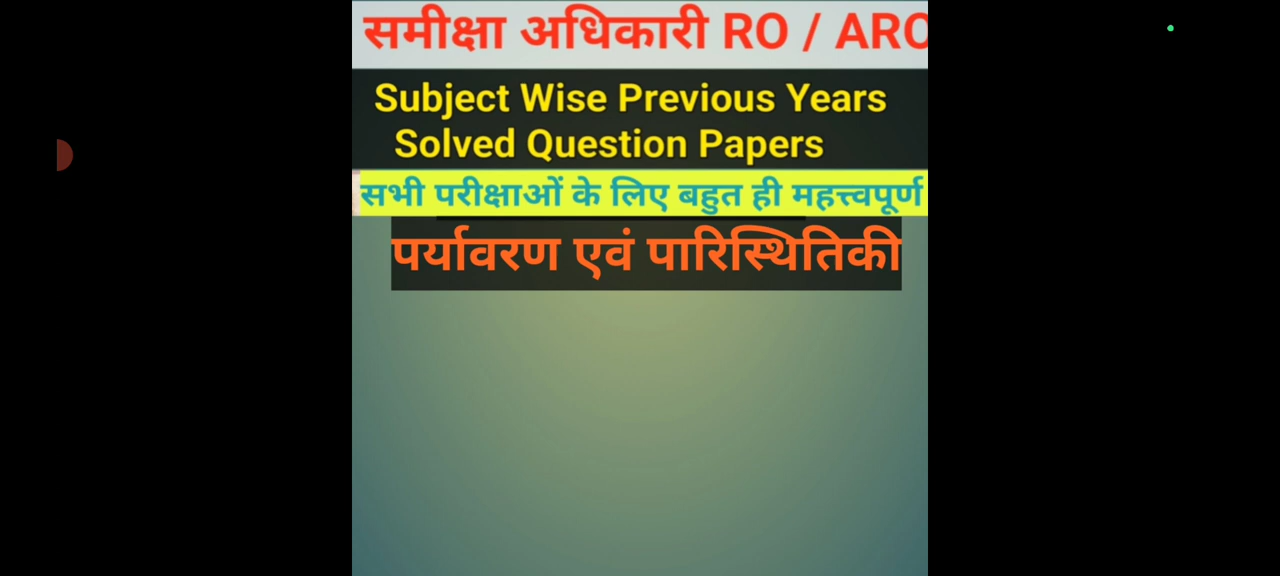 समीक्षा अधिकारी RO / ARO
Subject Wise Previous Years
Solved Question Papers
सभी परीक्षाओं के लिए बहुत ही महत्त्वपूर्ण
पर्यावरण एवं पारिस्थितिकी